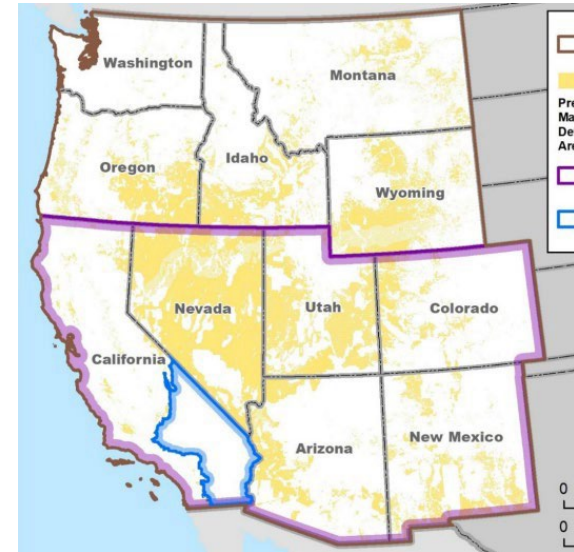 Washington
Montana
Oregon
Idaho
Wyoming
Nevada
Utah
Colorado
California
Arizona
New Mexico
Pre
Ma
De
Are
0
0